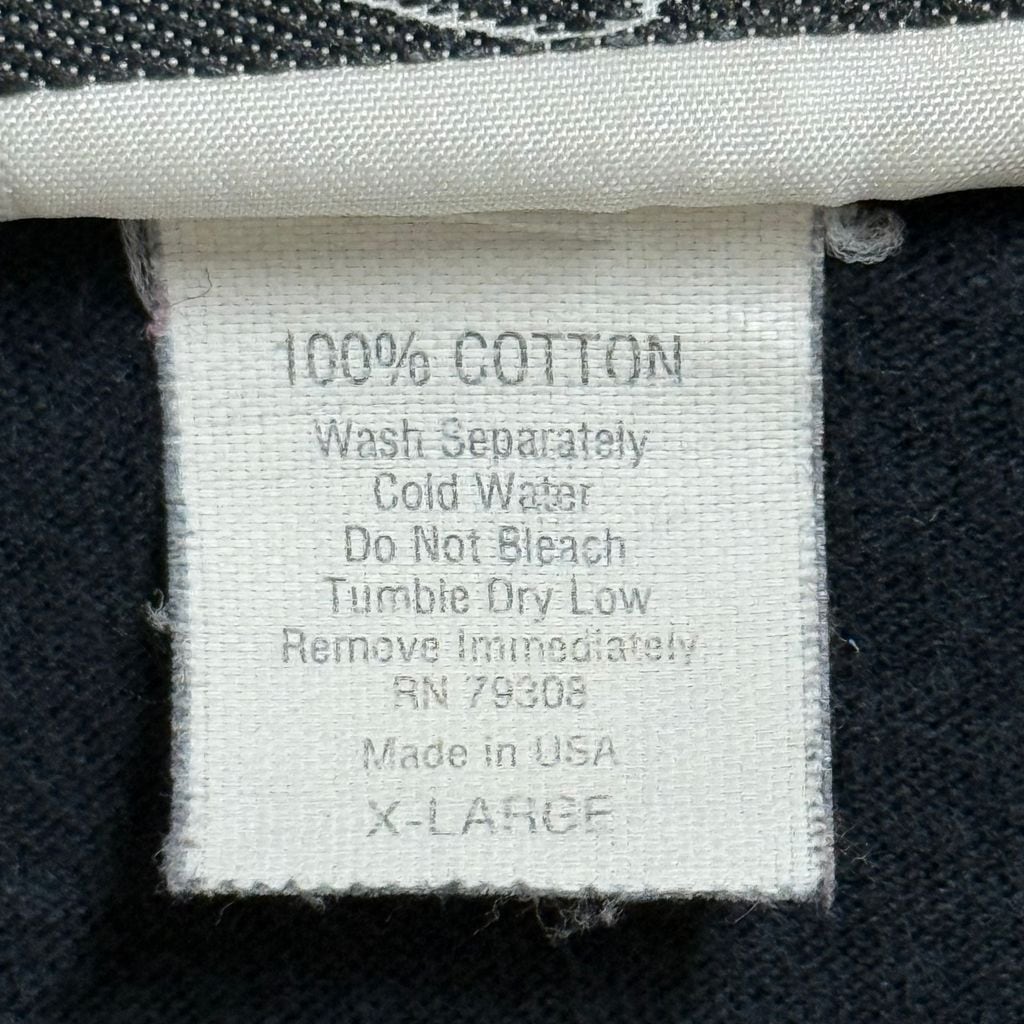 100% COTTON
Wash Separately
Cold Water
Do Not Bleach
Tumble Dry Low
Remove Immediately
RN 79308
Made in USA
X-LARGE